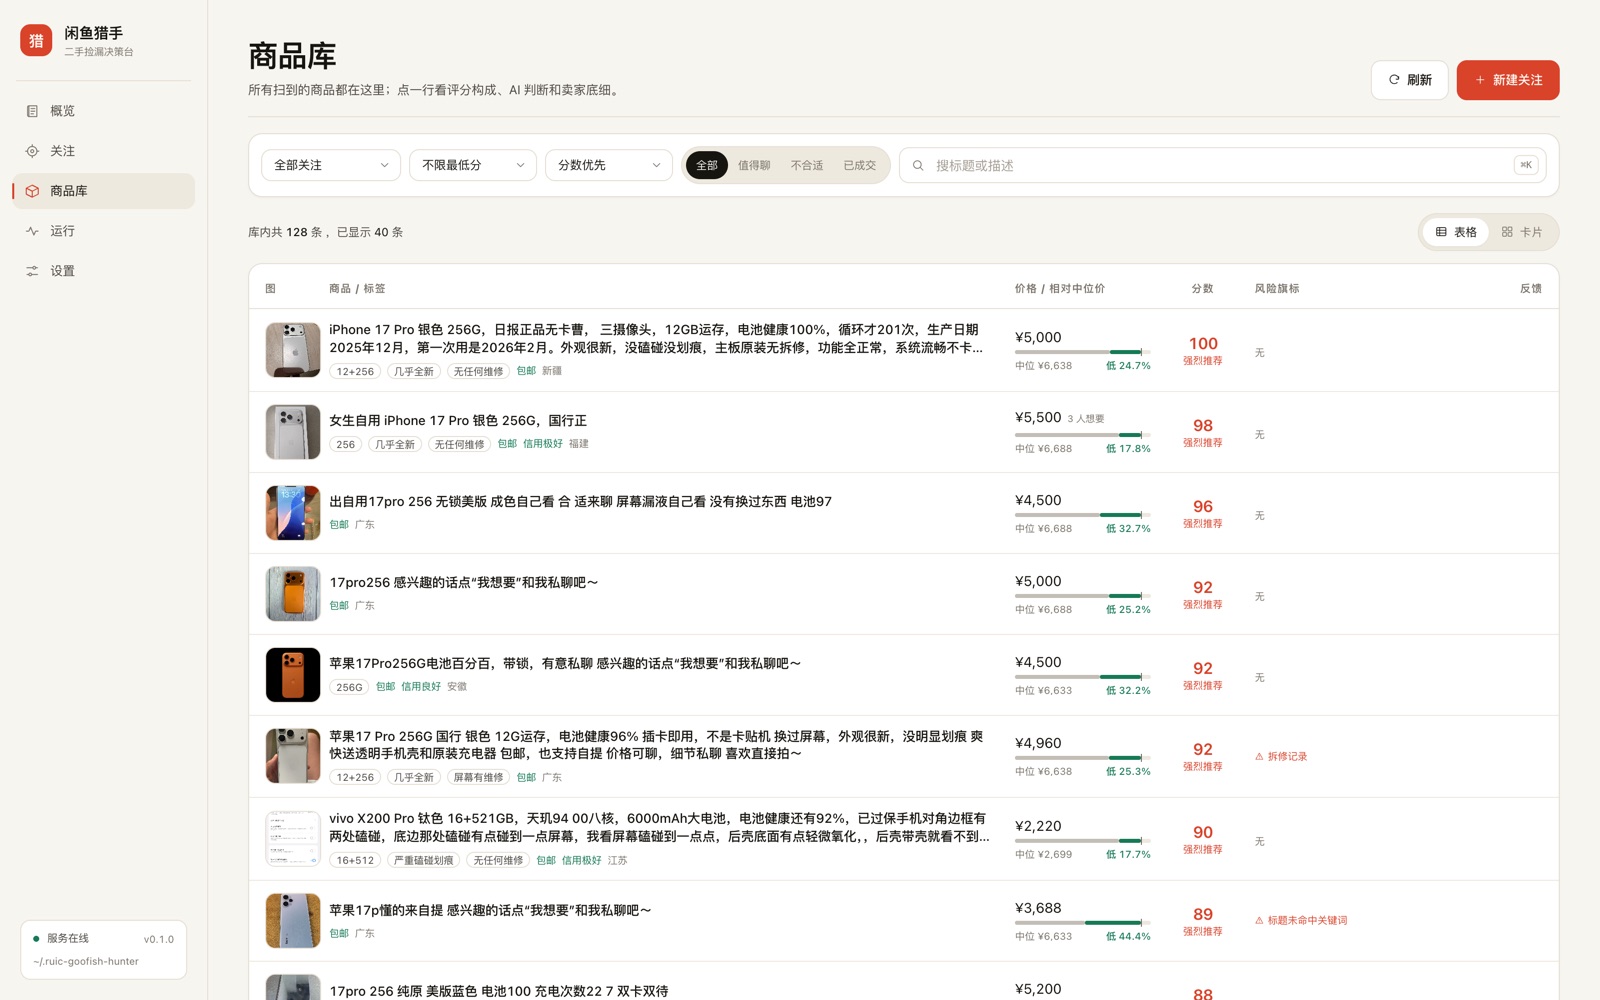 猎
闲鱼猎手
二手捡漏决策台
概览
关注
商品库
运行
设置
服务在线
v0.1.0
~/.ruic-goofish-hunter
商品库
所有扫到的商品都在这里；点一行看评分构成、AI 判断和卖家底细。
刷新
+ 新建关注
全部关注
不限最低分
分数优先
全部
值得聊
不合适
已成交
搜标题或描述
⌘K
库内共 128 条 ，已显示 40 条
表格
卡片
图
商品 / 标签
价格 / 相对中位价
分数
风险旗标
反馈
iPhone 17 Pro 银色 256G，日报正品无卡曹， 三摄像头，12GB运存，电池健康100%，循环才201次，生产日期
2025年12月，第一次用是2026年2月。外观很新，没磕碰没划痕，主板原装无拆修，功能全正常，系统流畅不卡…
12+256 几乎全新 无任何维修 包邮 新疆
¥5,000
中位 ¥6,638 低 24.7%
100
强烈推荐
无
女生自用 iPhone 17 Pro 银色 256G，国行正
256 几乎全新 无任何维修 包邮 信用极好 福建
¥5,500 3 人想要
中位 ¥6,688 低 17.8%
98
强烈推荐
无
出自用17pro 256 无锁美版 成色自己看 合 适来聊 屏幕漏液自己看 没有换过东西 电池97
包邮 广东
¥4,500
中位 ¥6,688 低 32.7%
96
强烈推荐
无
17pro256 感兴趣的话点“我想要”和我私聊吧～
包邮 广东
¥5,000
中位 ¥6,688 低 25.2%
92
强烈推荐
无
苹果17Pro256G电池百分百，带锁，有意私聊 感兴趣的话点“我想要”和我私聊吧～
256G 包邮 信用良好 安徽
¥4,500
中位 ¥6,633 低 32.2%
92
强烈推荐
无
苹果17 Pro 256G 国行 银色 12G运存，电池健康96% 插卡即用，不是卡贴机 换过屏幕，外观很新，没明显划痕 爽
快送透明手机壳和原装充电器 包邮，也支持自提 价格可聊，细节私聊 喜欢直接拍～
12+256 几乎全新 屏幕有维修 包邮 广东
¥4,960
中位 ¥6,638 低 25.3%
92
强烈推荐
⚠ 拆修记录
vivo X200 Pro 钛色 16+521GB，天玑94 00八核，6000mAh大电池，电池健康还有92%，已过保手机对角边框有
两处磕碰，底边那处磕碰有点碰到一点屏幕，我看屏幕磕碰到一点点，后壳底面有点轻微氧化，，后壳带壳就看不到…
16+512 严重磕碰划痕 无任何维修 包邮 信用极好 江苏
¥2,220
中位 ¥2,699 低 17.7%
90
强烈推荐
无
苹果17p懂的来自提 感兴趣的话点“我想要”和我私聊吧～
包邮 广东
¥3,688
中位 ¥6,633 低 44.4%
89
强烈推荐
⚠ 标题未命中关键词
17pro 256 纯原 美版蓝色 电池100 充电次数22 7 双卡双待
¥5,200
88